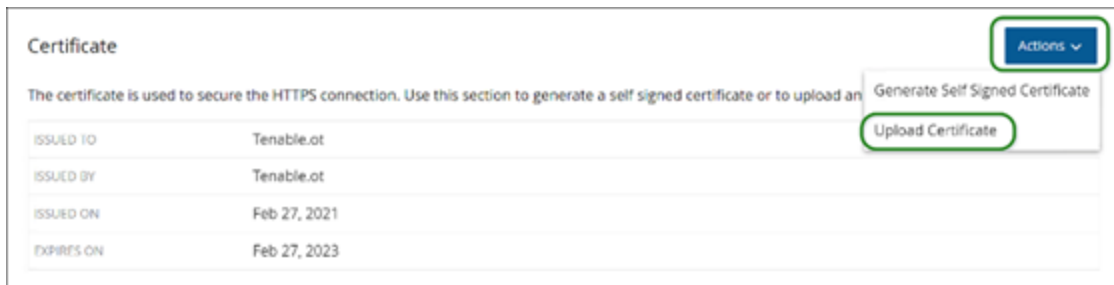 Certificate
Actions
The certificate is used to secure the HTTPS connection. Use this section to generate a self signed certificate or to upload an
Generate Self Signed Certificate
Upload Certificate
ISSUED TO Tenable.ot
ISSUED BY Tenable.ot
ISSUED ON Feb 27, 2021
EXPIRES ON Feb 27, 2023